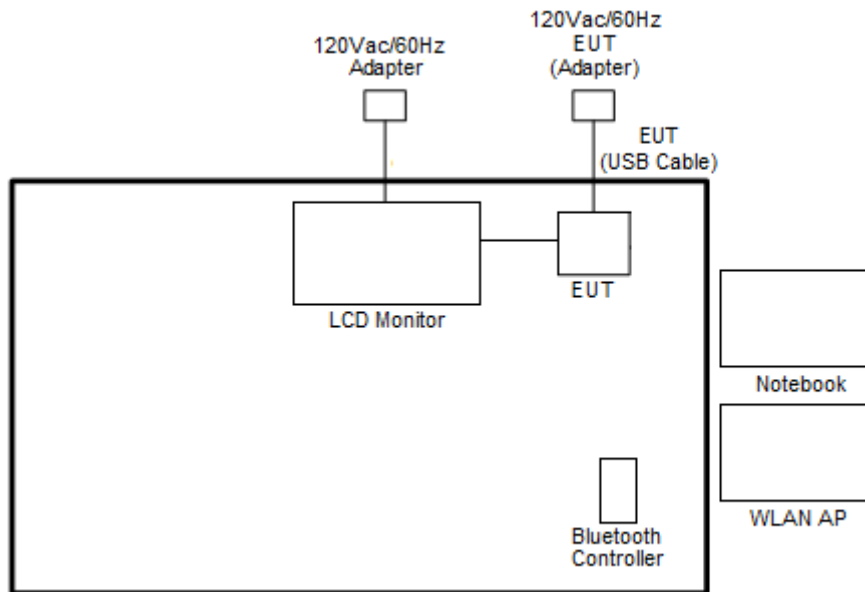 120Vac/60Hz
Adapter
120Vac/60Hz
EUT
(Adapter)
EUT
(USB Cable)
LCD Monitor
EUT
Notebook
WLAN AP
Bluetooth
Controller